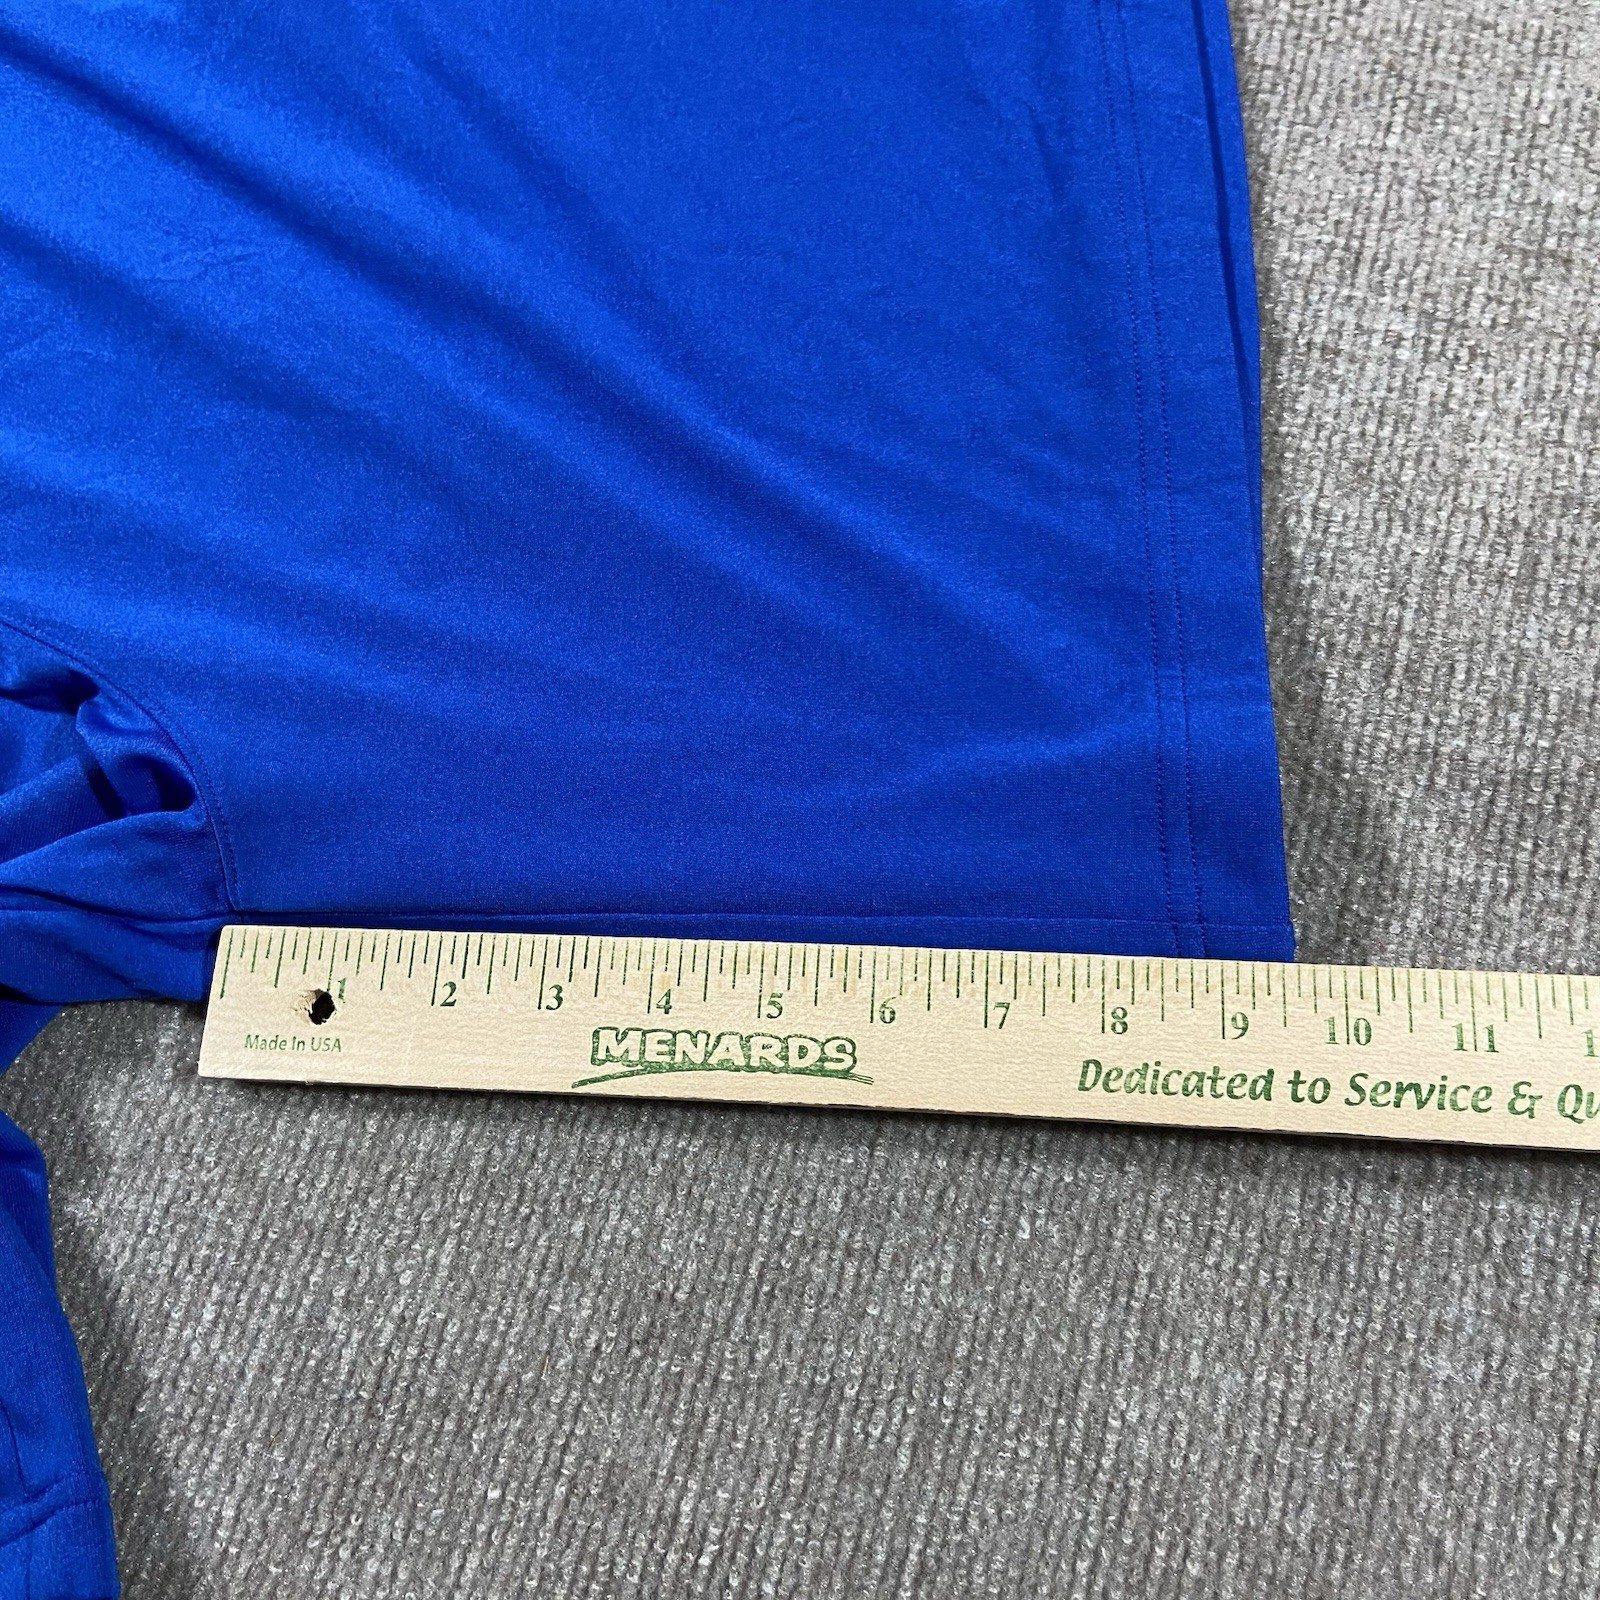 1 2 3 4 5 6 7 8 9 10 11
Made In USA
MENARDS
Dedicated to Service &